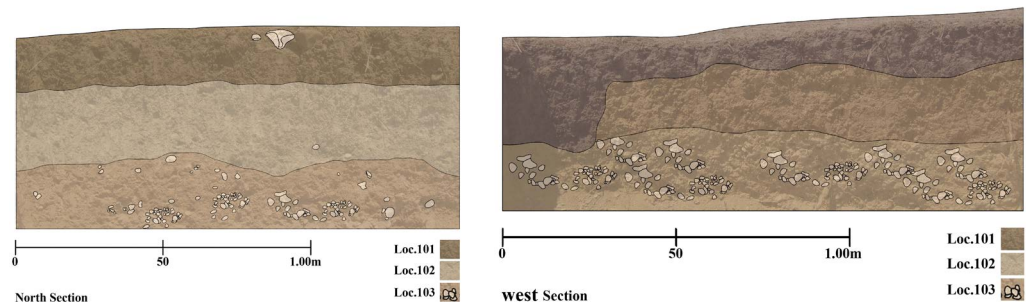 0 50 1.00m
Loc.101
Loc.102
Loc.103
North Section
0 50 1.00m
Loc.101
Loc.102
Loc.103
west Section